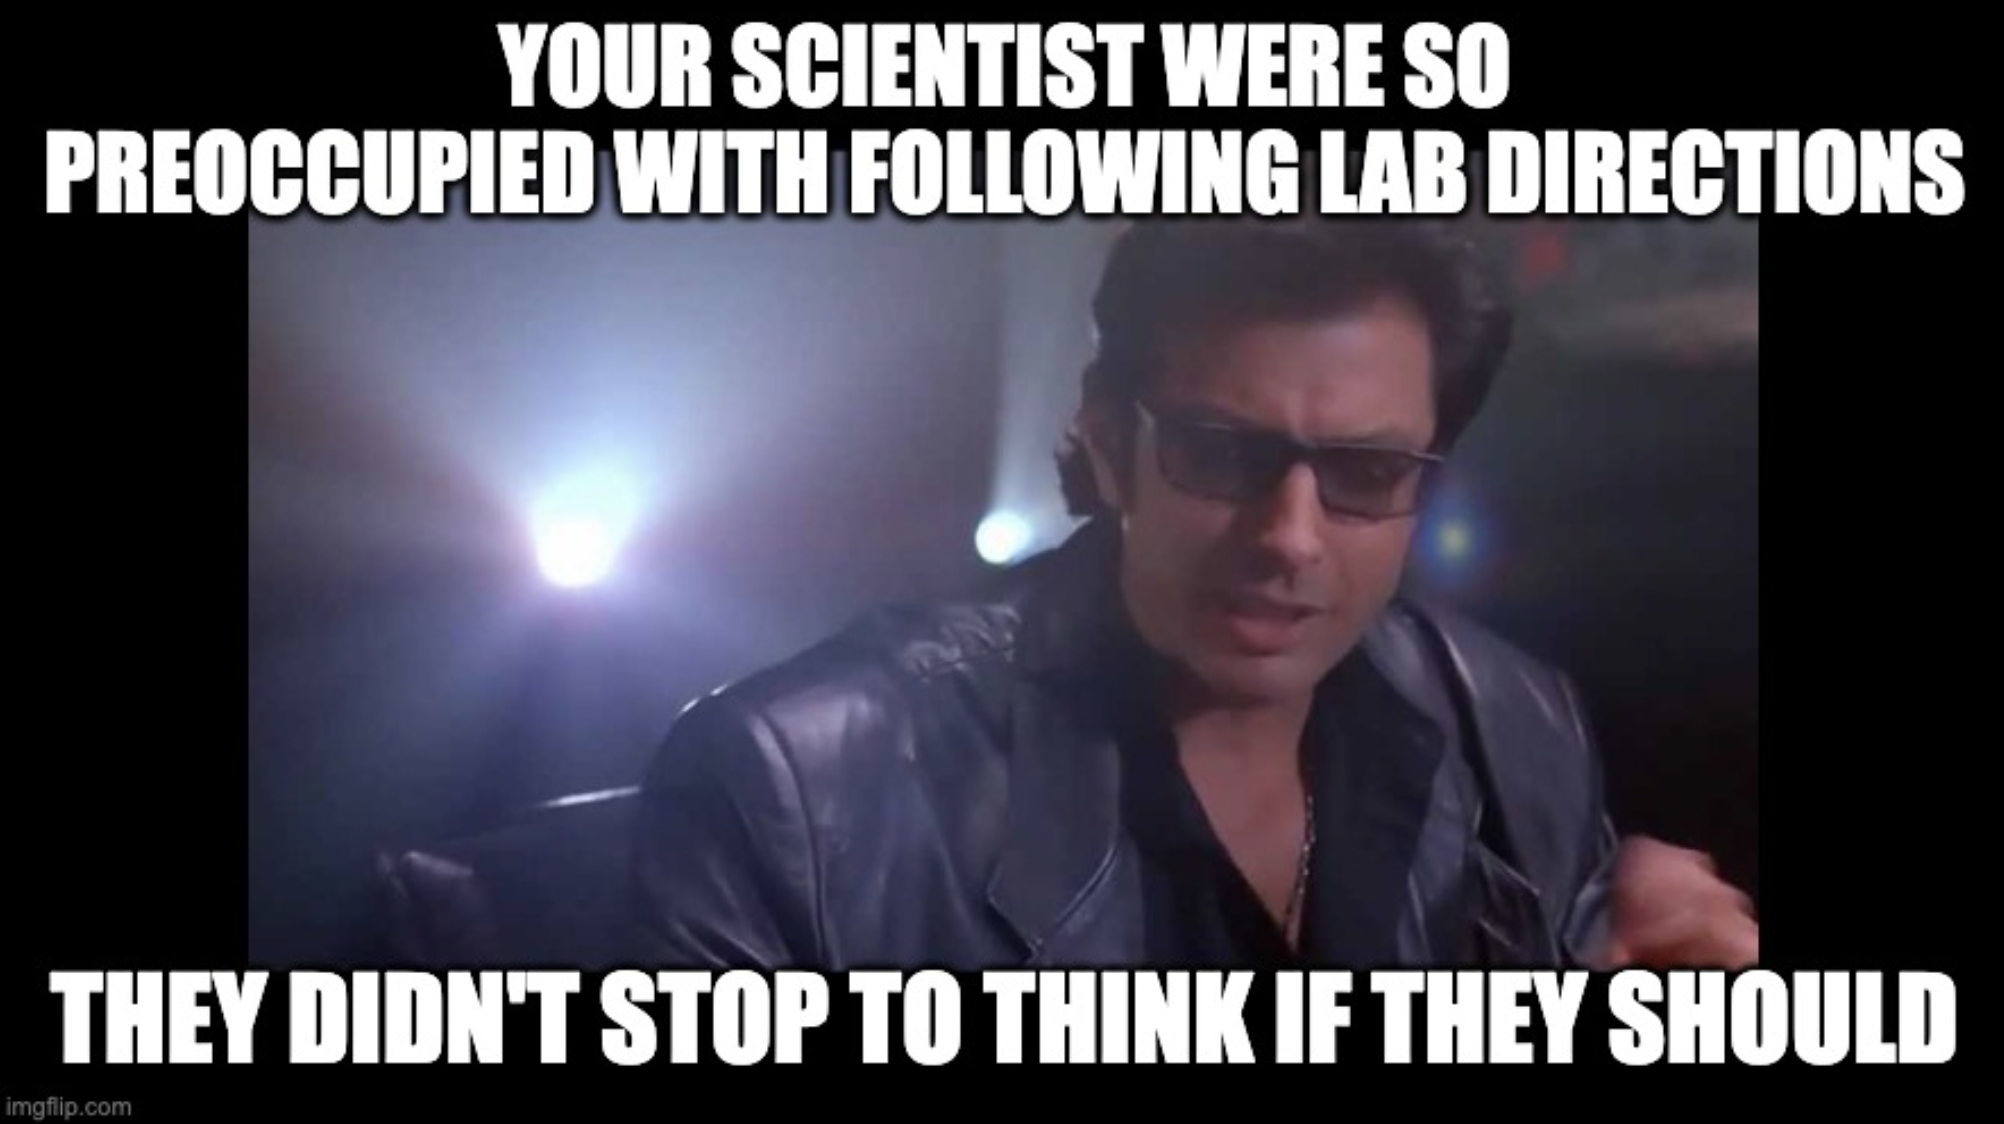 YOUR SCIENTIST WERE SO
PREOCCUPIED WITH FOLLOWING LAB DIRECTIONS
THEY DIDN'T STOP TO THINK IF THEY SHOULD
imgflip.com